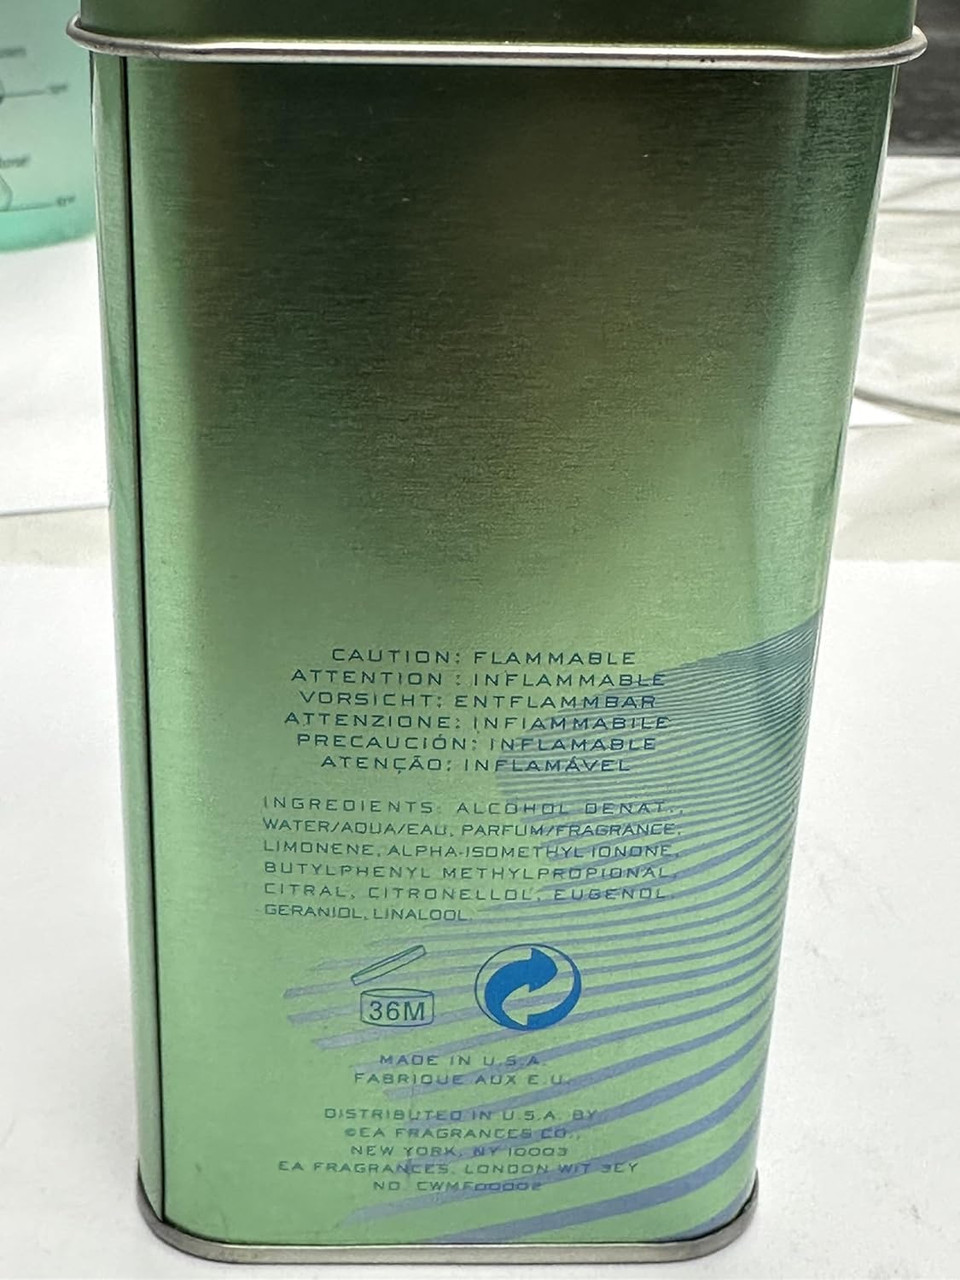 CAUTION: FLAMMABLE
ATTENTION : INFLAMMABLE
VORSICHT: ENTFLAMMBAR
ATTENZIONE: INFIAMMABILE
PRECAUCIÓN: INFLAMABLE
ATENÇÃO: INFLAMÁVEL
INGREDIENTS: ALCOHOL DENAT.,
WATER/AQUA/EAU, PARFUM/FRAGRANCE,
LIMONENE, ALPHA-ISOMETHYL IONONE,
BUTYLPHENYL METHYLPROPIONAL,
CITRAL, CITRONELLOL, EUGENOL,
GERANIOL, LINALOOL.
36M
MADE IN U.S.A.
FABRIQUE AUX E.U.
DISTRIBUTED IN U.S.A. BY
©EA FRAGRANCES CO.,
NEW YORK, NY 10003
EA FRAGRANCES, LONDON W1T 3EY
NO. CWMF00002